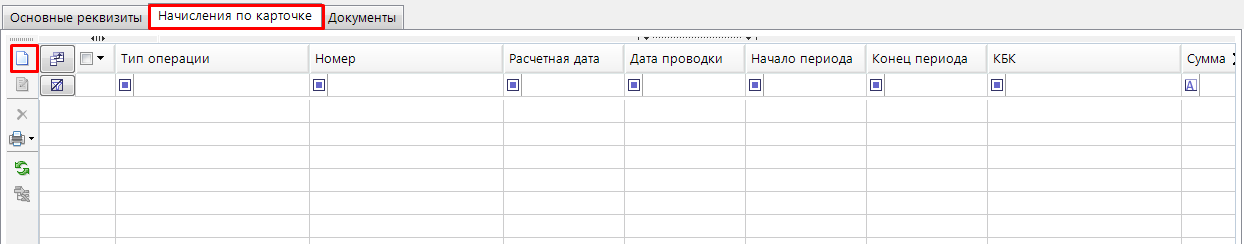 Основные реквизиты Начисления по карточке Документы
Тип операции Номер Расчетная дата Дата проводки Начало периода Конец периода КБК Сумма
A